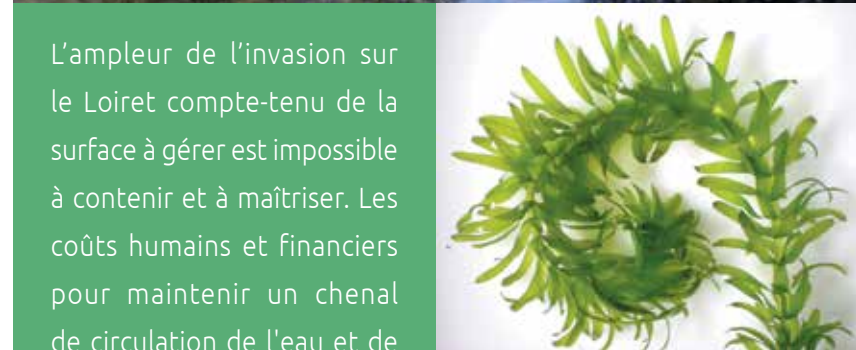 L’ampleur de l’invasion sur
le Loiret compte-tenu de la
surface à gérer est impossible
à contenir et à maîtriser. Les
coûts humains et financiers
pour maintenir un chenal
de circulation de l'eau et de